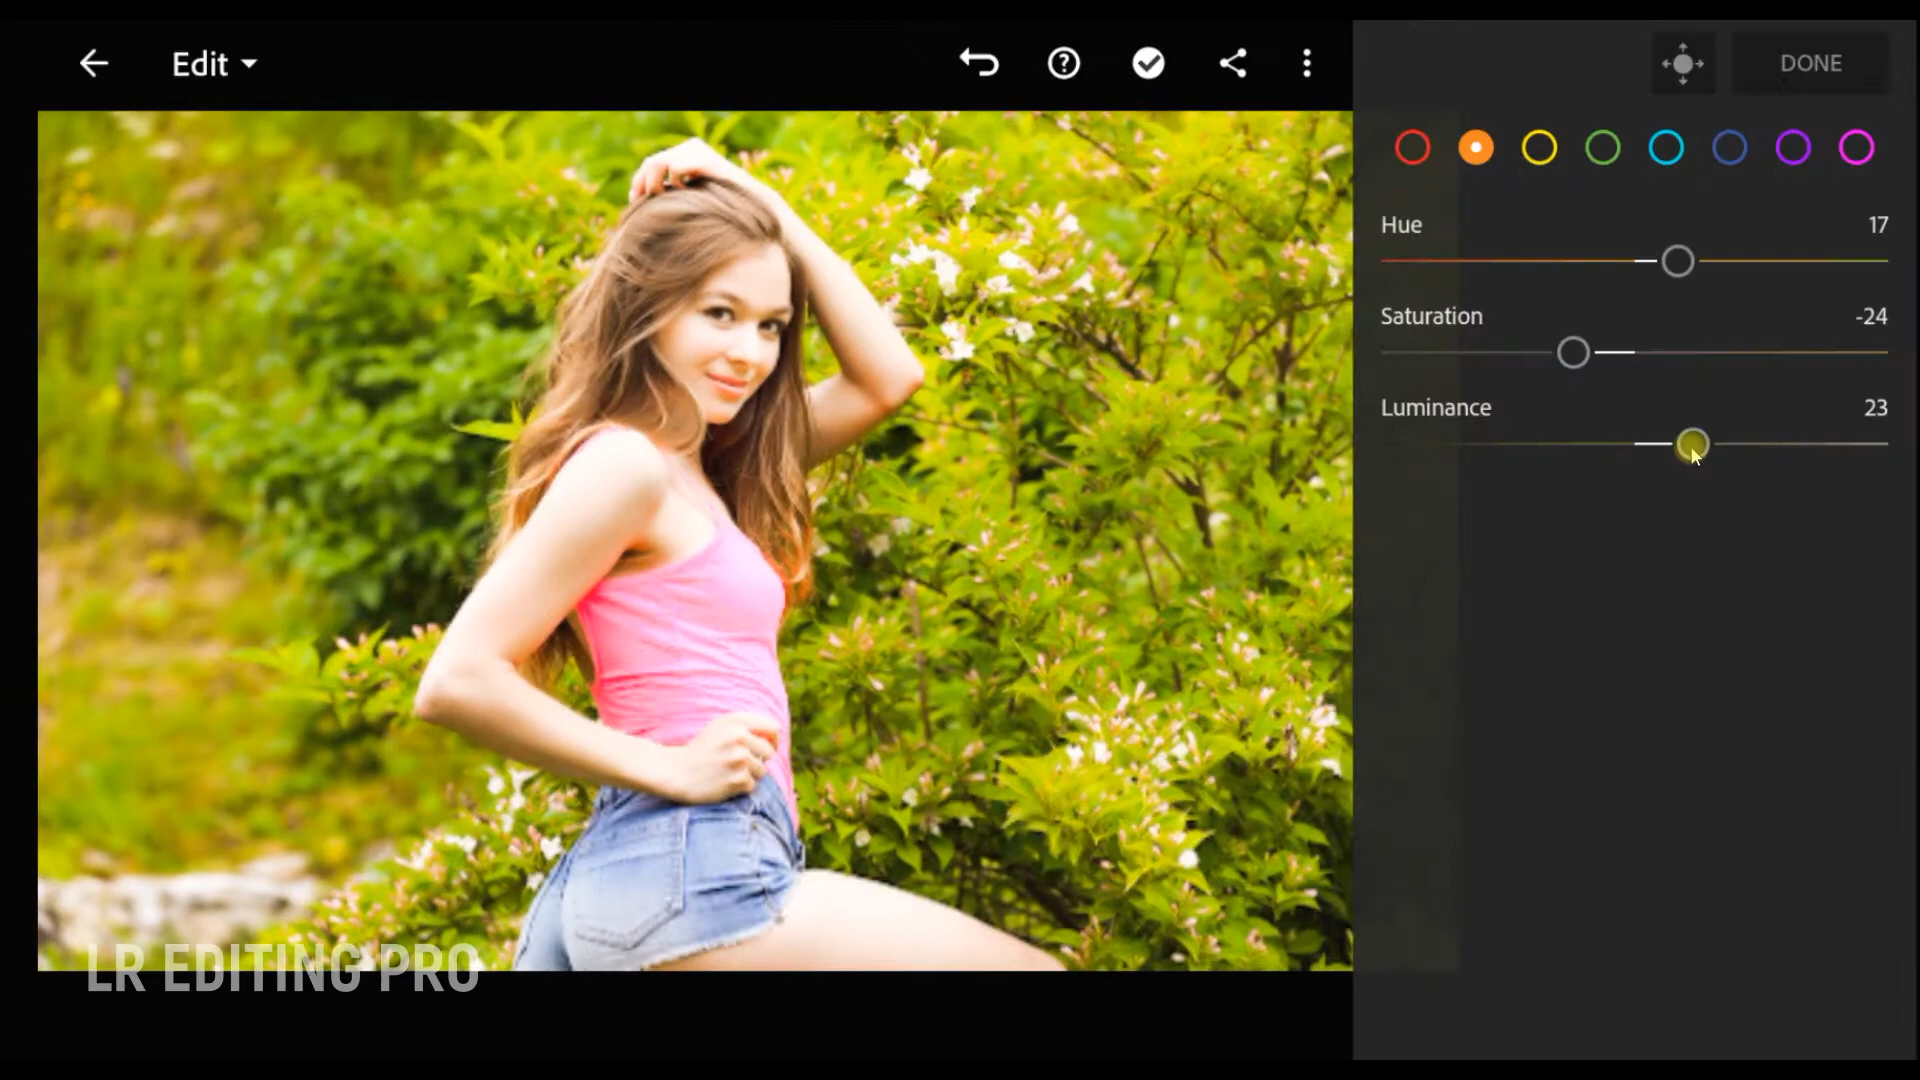 Edit
DONE
Hue 17
Saturation -24
Luminance 23
LR EDITING PRO